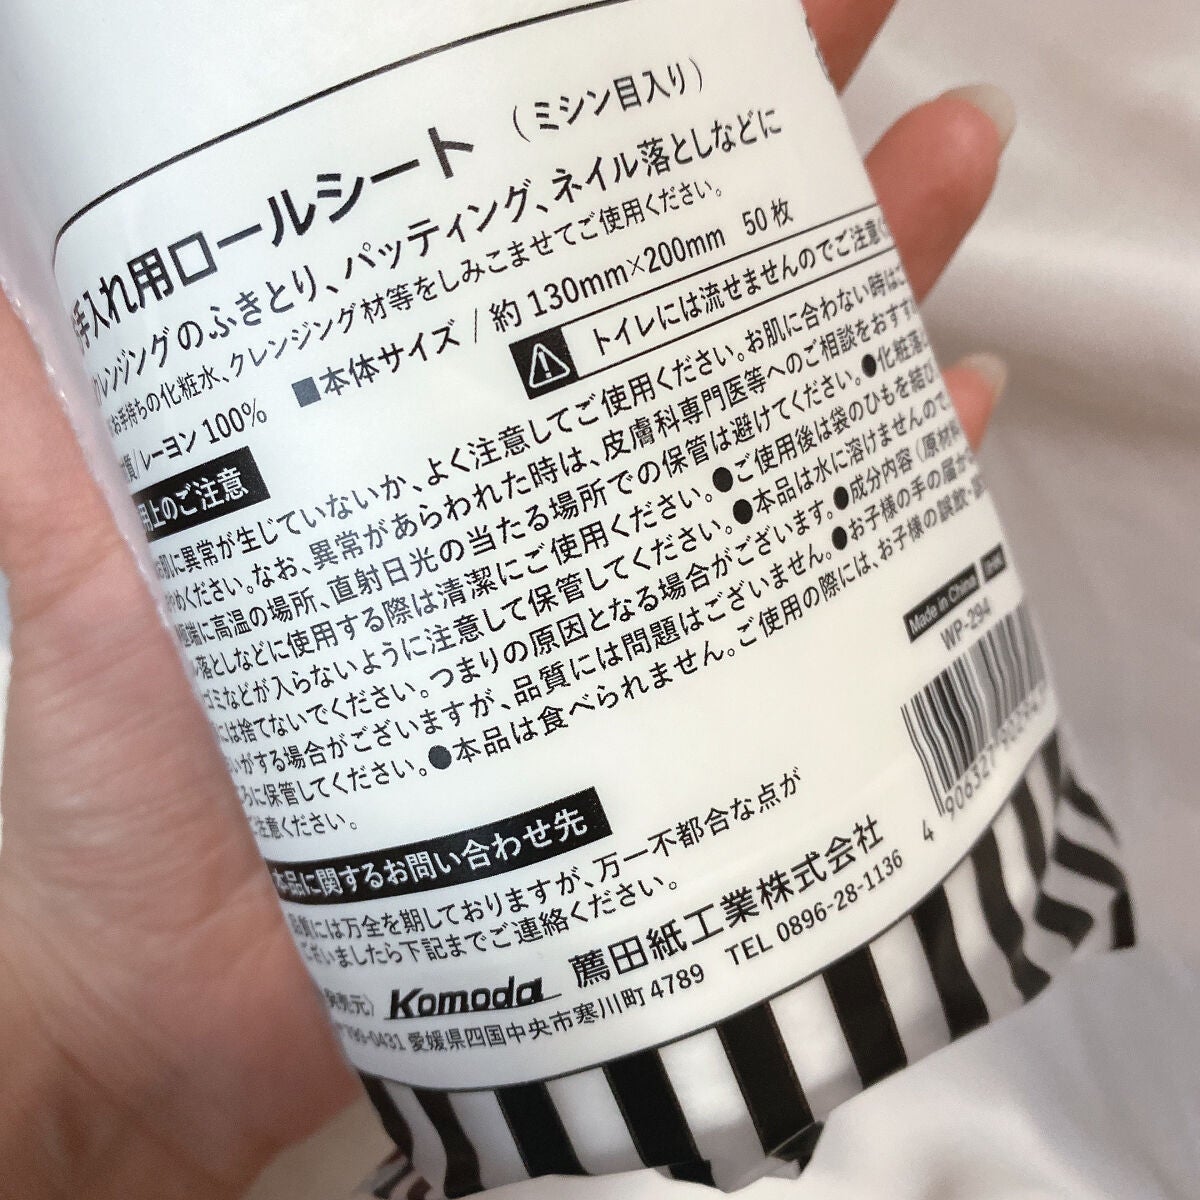 手入れ用ロールシート (ミシン目入り)
クレンジングのふきとり、パッティング、ネイル落としなどに
お手持ちの化粧水、クレンジング材等をしみこませてご使用ください。
質/レーヨン100% ■本体サイズ/約130mm×200mm 50枚
トイレには流せませんのでご注意く
用上のご注意
肌に異常が生じていないか、よく注意してご使用ください。お肌に合わない時はご
やめください。なお、異常があらわれた時は、皮膚科専門医等へのご相談をおすすめ
極端に高温の場所、直射日光の当たる場所での保管は避けてください。●化粧落
ル落としなどに使用する際は清潔にご使用ください。●ご使用後は袋のひもを結び
ゴミなどが入らないように注意して保管してください。●本品は水に溶けませんので
には捨てないでください。つまりの原因となる場合がございます。●成分内容(原材料
いがする場合がございますが、品質には問題はございません。●お子様の手の届か
ろに保管してください。●本品は食べられません。ご使用の際には、お子様の誤飲・誤
ご注意ください。
本品に関するお問い合わせ先
品質には万全を期しておりますが、万一不都合な点が
ございましたら下記までご連絡ください。
発売元〉 Komoda 薦田紙工業株式会社
〒799-0431 愛媛県四国中央市寒川町4789 TEL 0896-28-1136
Made in China
WP-294
4 906327